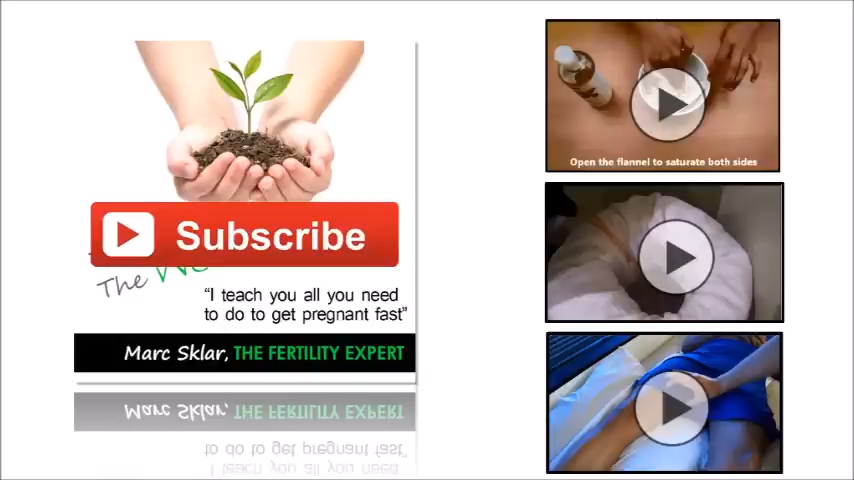 Subscribe
The
"I teach you all you need
to do to get pregnant fast"
Marc Sklar, THE FERTILITY EXPERT
Open the flannel to saturate both sides